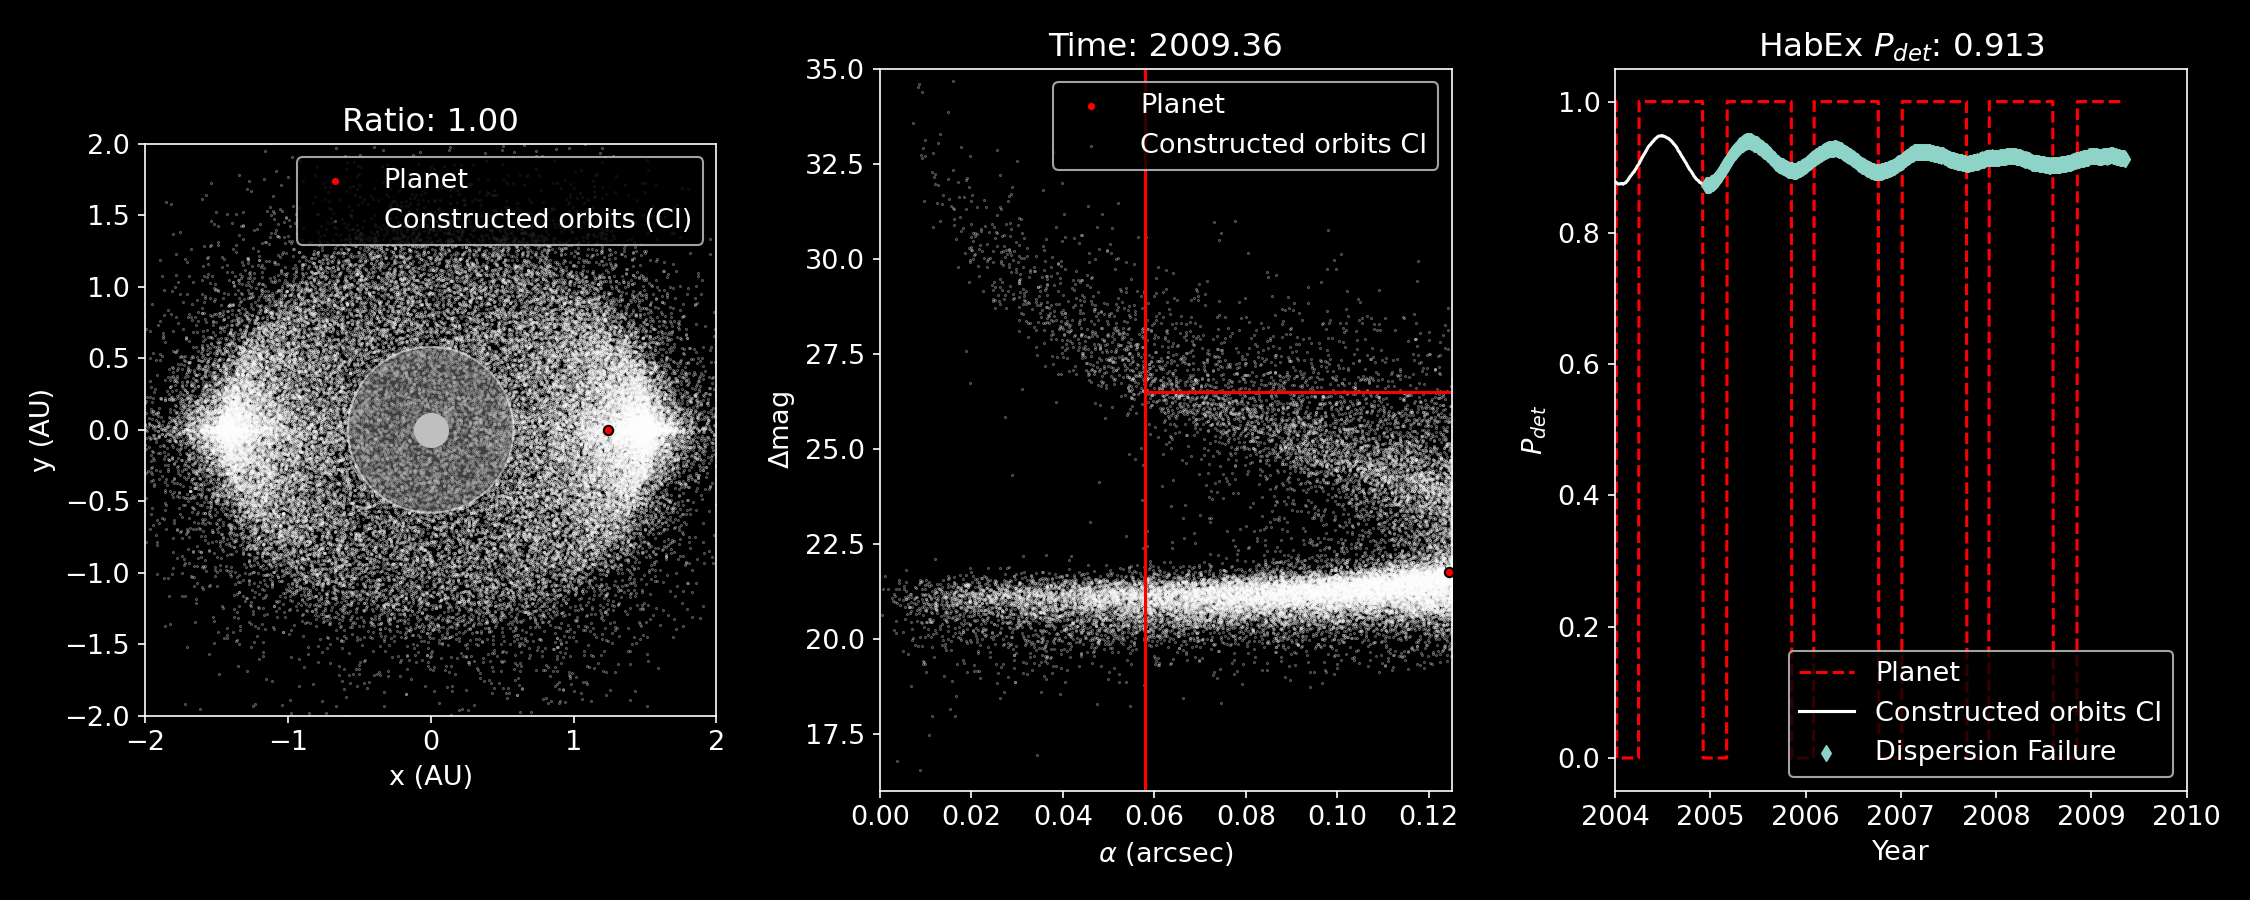 Ratio: 1.00
Planet
Constructed orbits (CI)
2.0
1.5
1.0
0.5
0.0
−0.5
−1.0
−1.5
−2.0
−2
−1
0
1
2
x (AU)
y (AU)
Time: 2009.36
Planet
Constructed orbits CI
35.0
32.5
30.0
27.5
25.0
22.5
20.0
17.5
0.00
0.02
0.04
0.06
0.08
0.10
0.12
α (arcsec)
Δmag
HabEx P_det: 0.913
1.0
0.8
0.6
0.4
0.2
0.0
2004
2005
2006
2007
2008
2009
2010
Year
P_det
Planet
Constructed orbits CI
Dispersion Failure